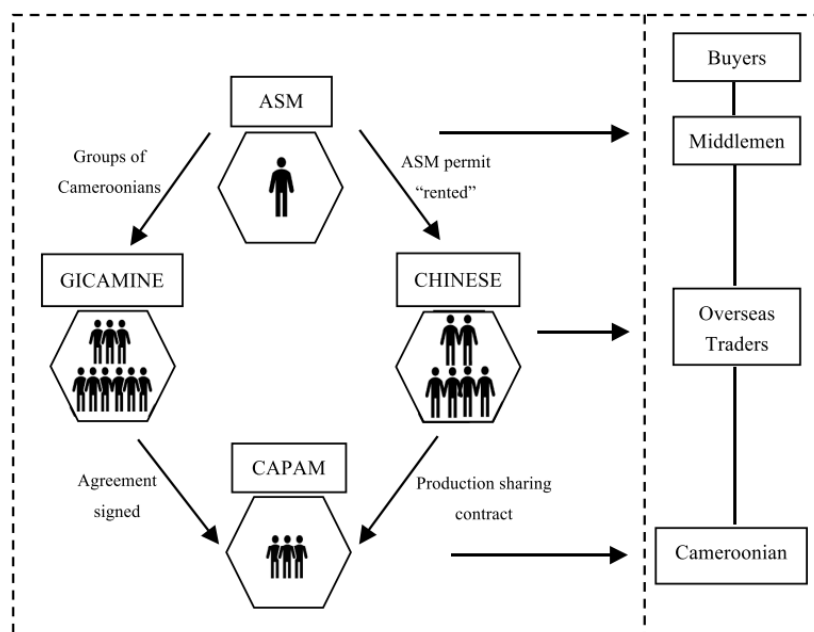 ASM
Groups of
Cameroonians
ASM permit
“rented”
GICAMINE
CHINESE
Agreement
signed
CAPAM
Production sharing
contract
Buyers
Middlemen
Overseas
Traders
Cameroonian